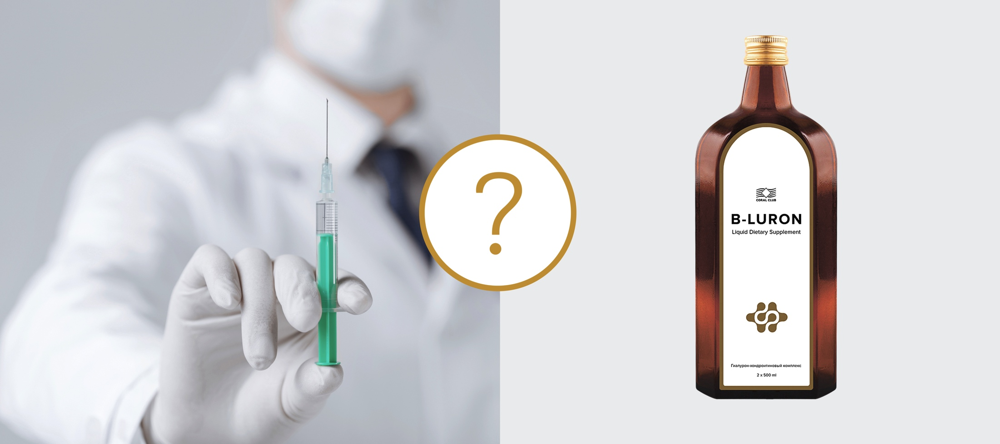 ?
CORAL CLUB
B-LURON
Liquid Dietary Supplement
Гиалурон-хондроитиновый комплекс
2 x 500 ml